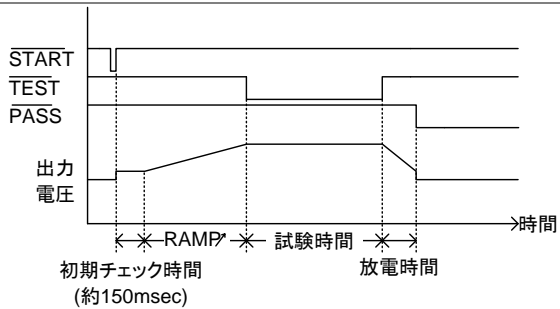 START
TEST
PASS
出力
電圧
時間
RAMP↗
試験時間
初期チェック時間
(約150msec)
放電時間